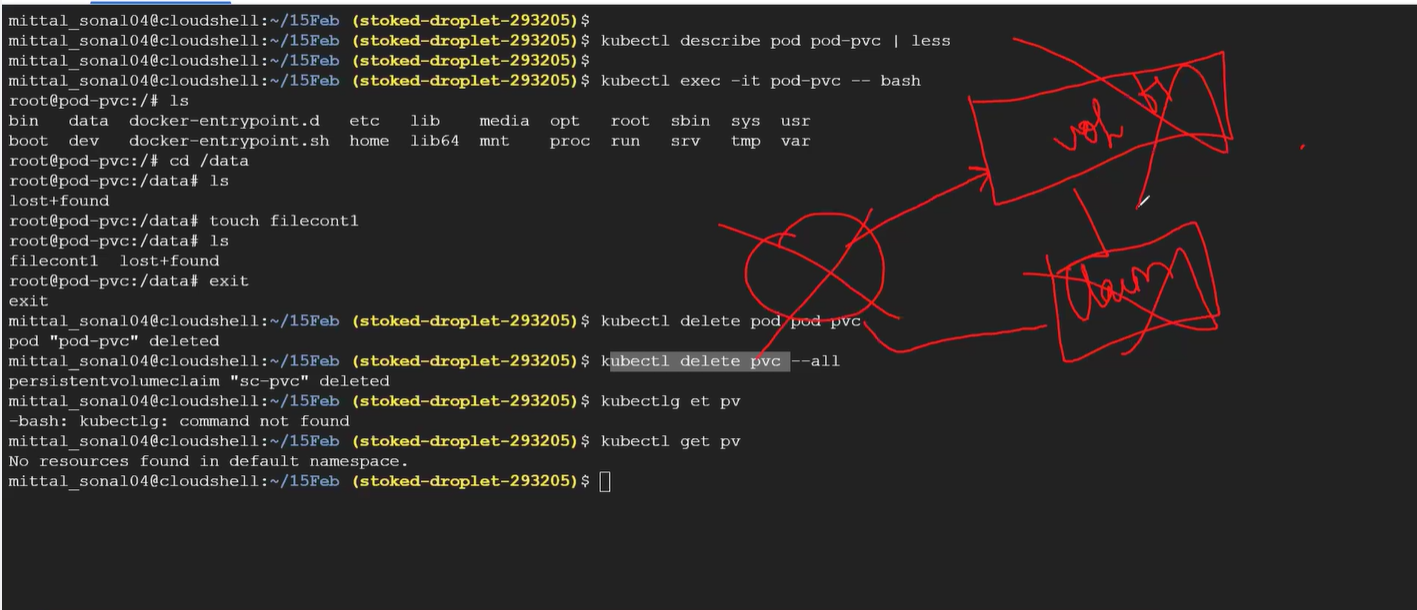 mittal_sonal04@cloudshell:~/15Feb (stoked-droplet-293205)$
mittal_sonal04@cloudshell:~/15Feb (stoked-droplet-293205)$ kubectl describe pod pod-pvc | less
mittal_sonal04@cloudshell:~/15Feb (stoked-droplet-293205)$
mittal_sonal04@cloudshell:~/15Feb (stoked-droplet-293205)$ kubectl exec -it pod-pvc -- bash
root@pod-pvc:/# ls
bin data docker-entrypoint.d etc lib media opt root sbin sys usr
boot dev docker-entrypoint.sh home lib64 mnt proc run srv tmp var
root@pod-pvc:/# cd /data
root@pod-pvc:/data# ls
lost+found
root@pod-pvc:/data# touch filecont1
root@pod-pvc:/data# ls
filecont1 lost+found
root@pod-pvc:/data# exit
exit
mittal_sonal04@cloudshell:~/15Feb (stoked-droplet-293205)$ kubectl delete pod pod-pvc
pod "pod-pvc" deleted
mittal_sonal04@cloudshell:~/15Feb (stoked-droplet-293205)$ kubectl delete pvc --all
persistentvolumeclaim "sc-pvc" deleted
mittal_sonal04@cloudshell:~/15Feb (stoked-droplet-293205)$ kubectlg et pv
-bash: kubectlg: command not found
mittal_sonal04@cloudshell:~/15Feb (stoked-droplet-293205)$ kubectl get pv
No resources found in default namespace.
mittal_sonal04@cloudshell:~/15Feb (stoked-droplet-293205)$
vol
Claim